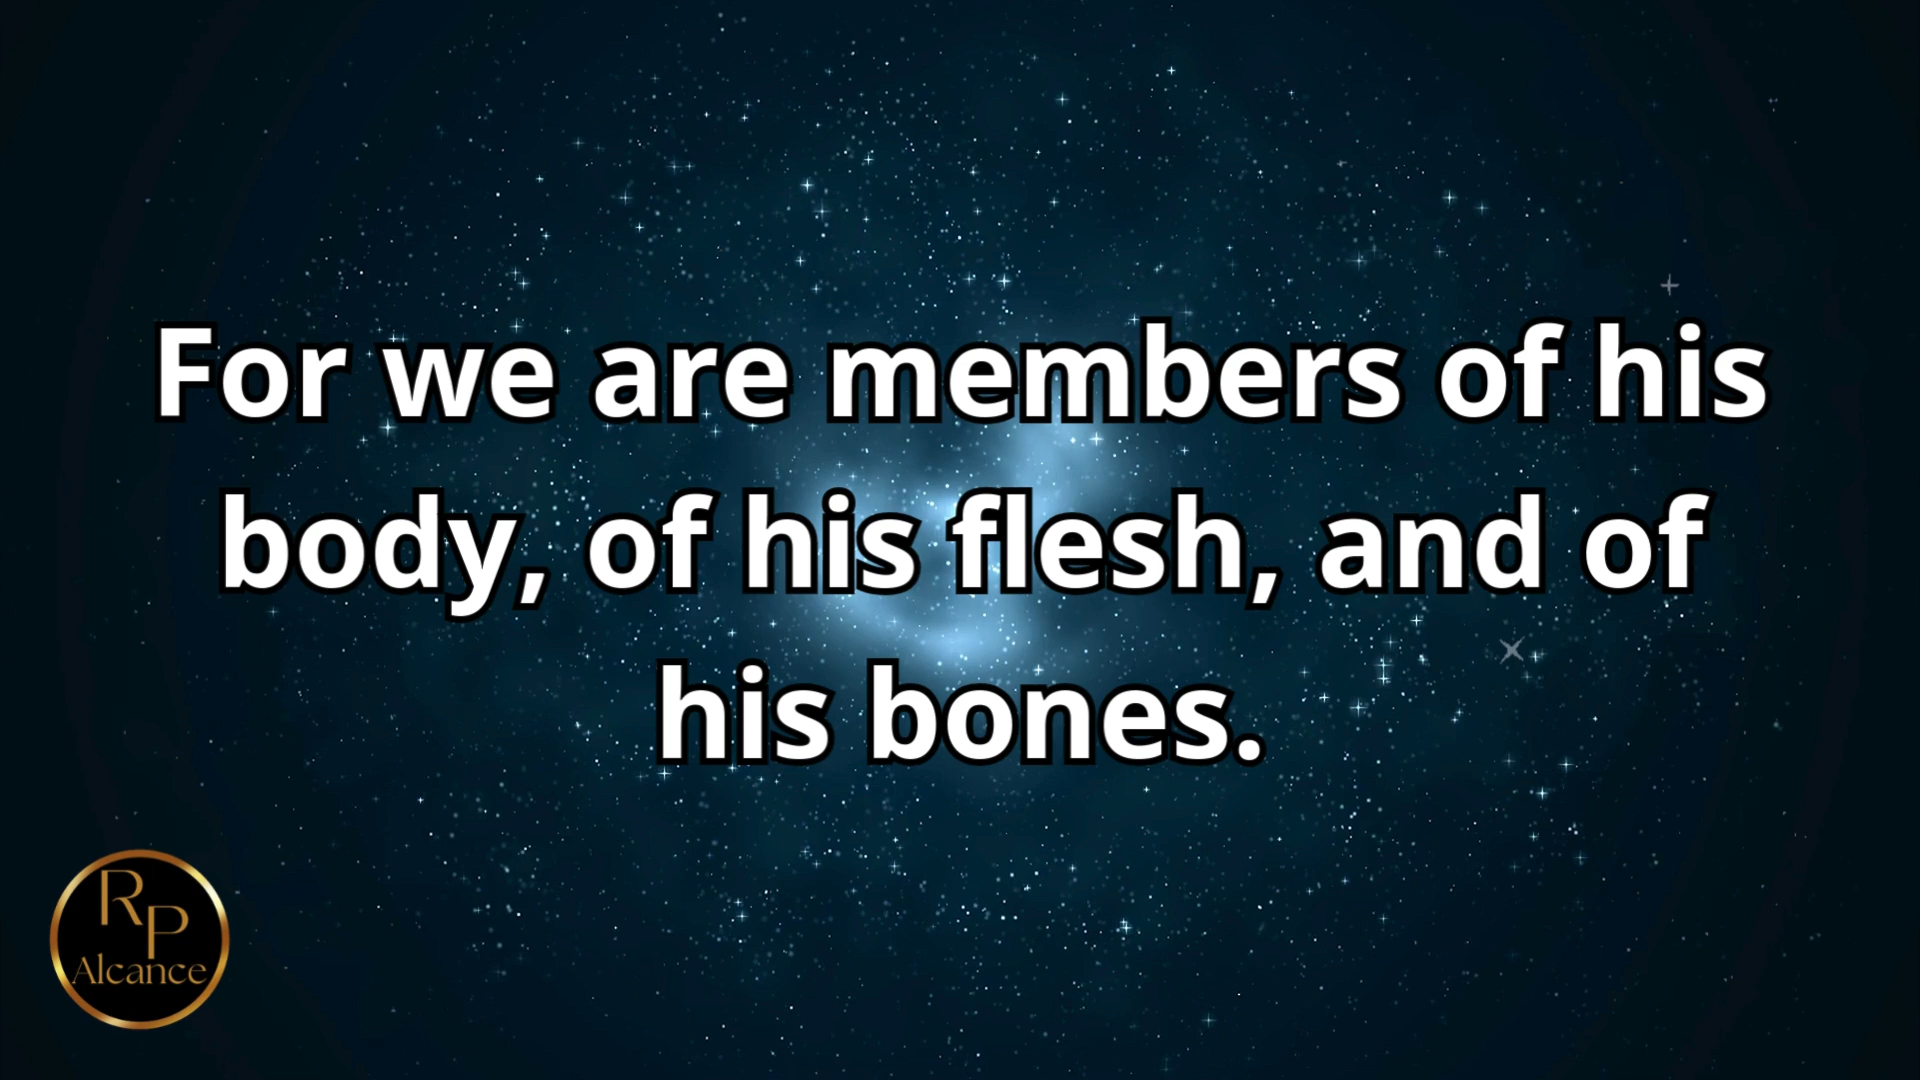 For we are members of his
body, of his flesh, and of
his bones.
RP
Alcance